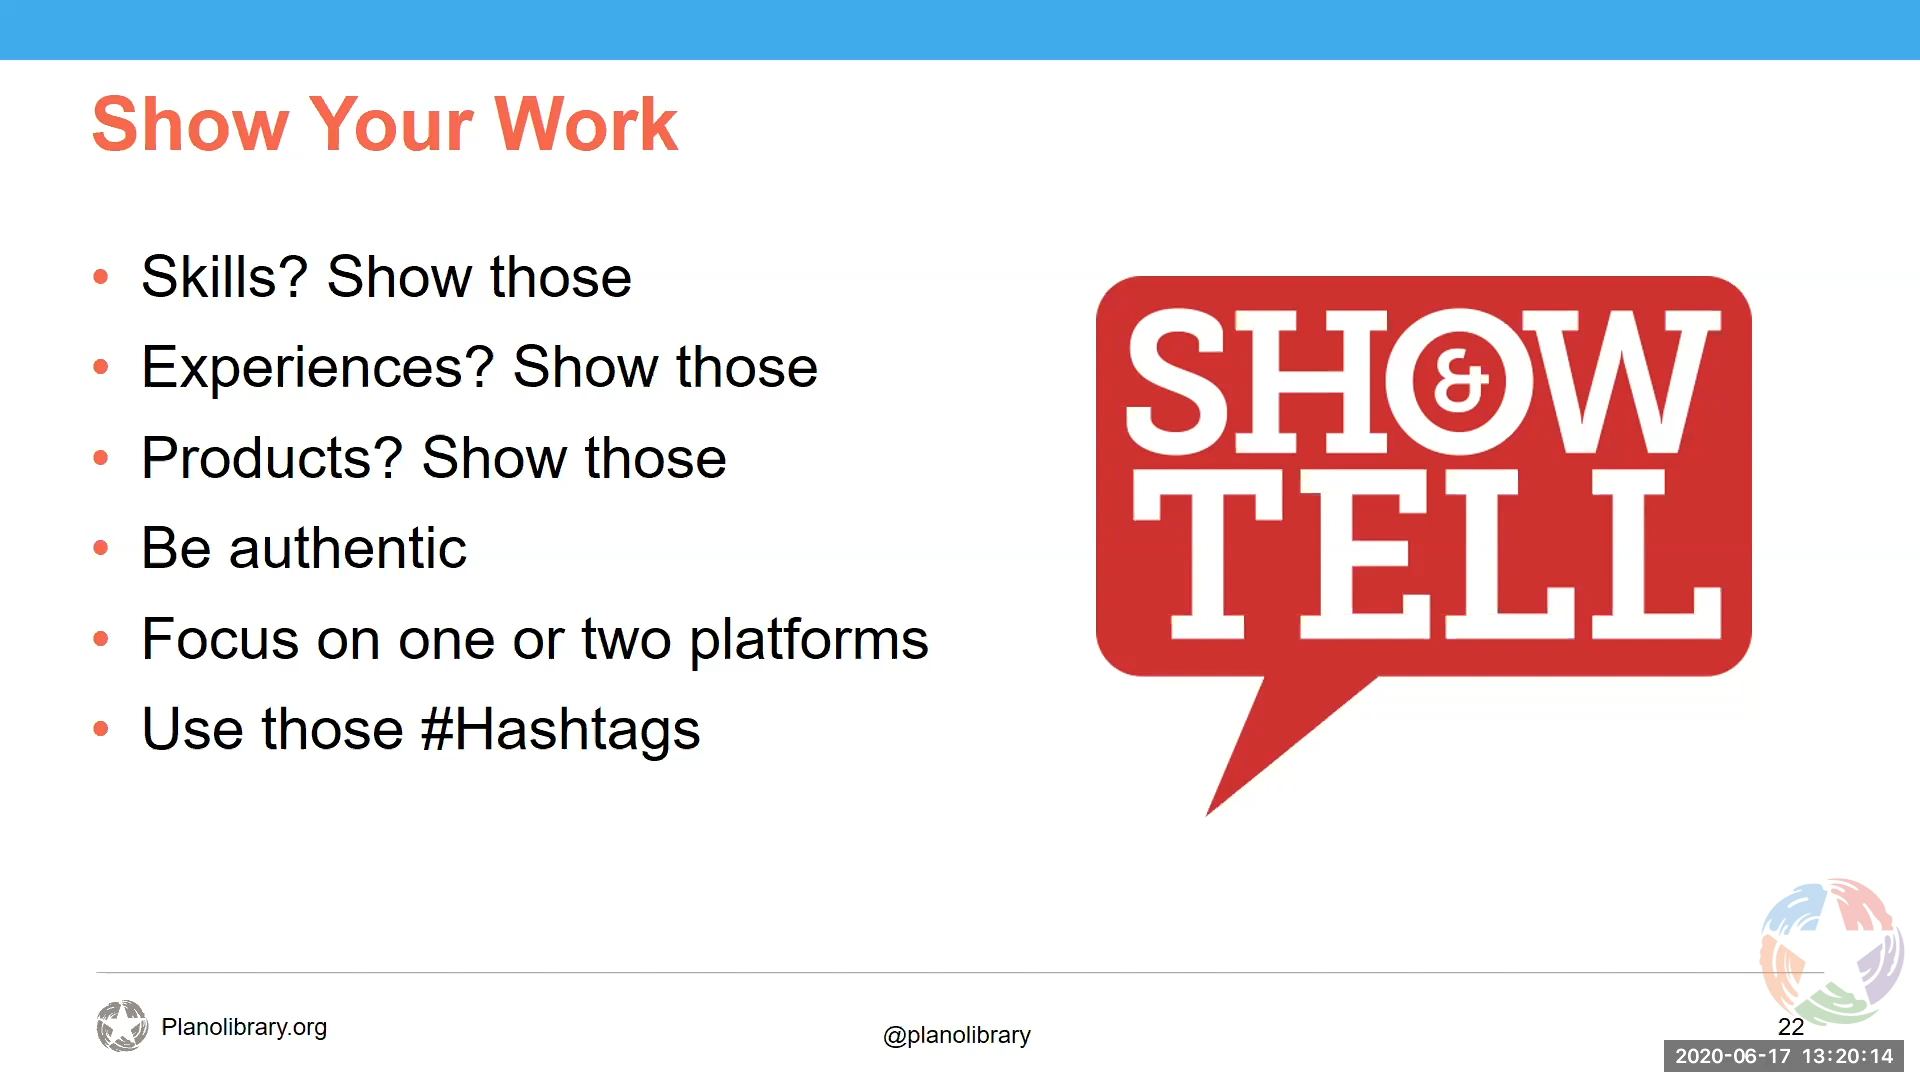 Show Your Work
• Skills? Show those
• Experiences? Show those
• Products? Show those
• Be authentic
• Focus on one or two platforms
• Use those #Hashtags
SHOW
&
TELL
Planolibrary.org
@planolibrary
22
2020-06-17 13:20:14